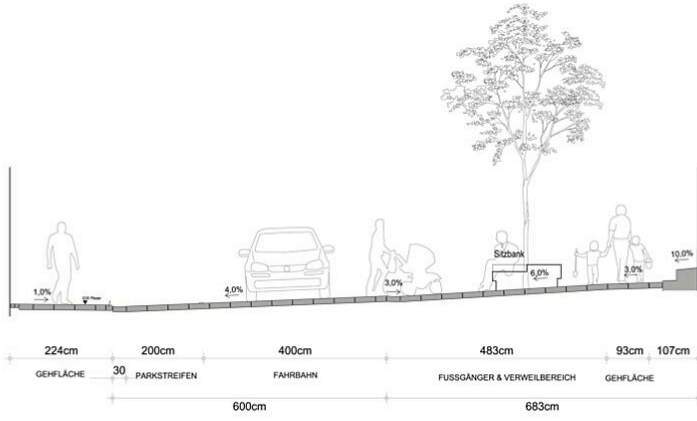 Sitzbank
10,0%
6,0%
3,0%
3,0%
4,0%
1,0%
224cm 200cm 400cm 483cm 93cm 107cm
GEHFLÄCHE 30 PARKSTREIFEN FAHRBAHN FUSSGÄNGER & VERWEILBEREICH GEHFLÄCHE
600cm 683cm